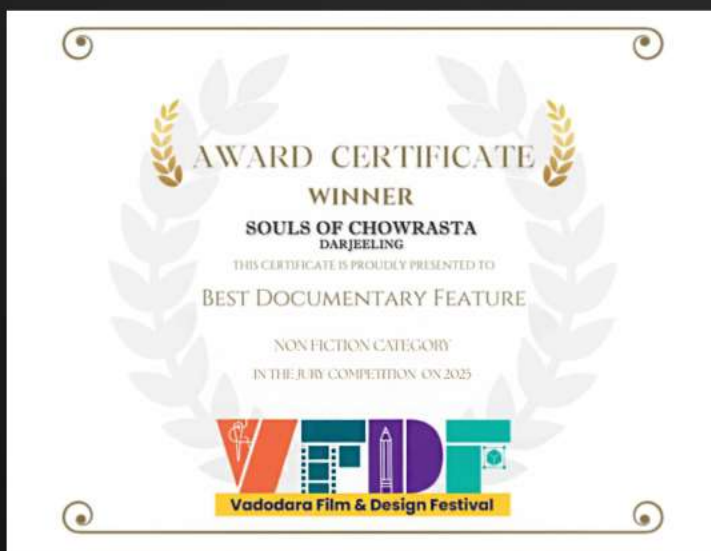 AWARD CERTIFICATE
WINNER
SOULS OF CHOWRASTA
DARJEELING
THIS CERTIFICATE IS PROUDLY PRESENTED TO
BEST DOCUMENTARY FEATURE
NON FICTION CATEGORY
IN THE JURY COMPETITION ON 2025
VFDF
Vadodara Film & Design Festival